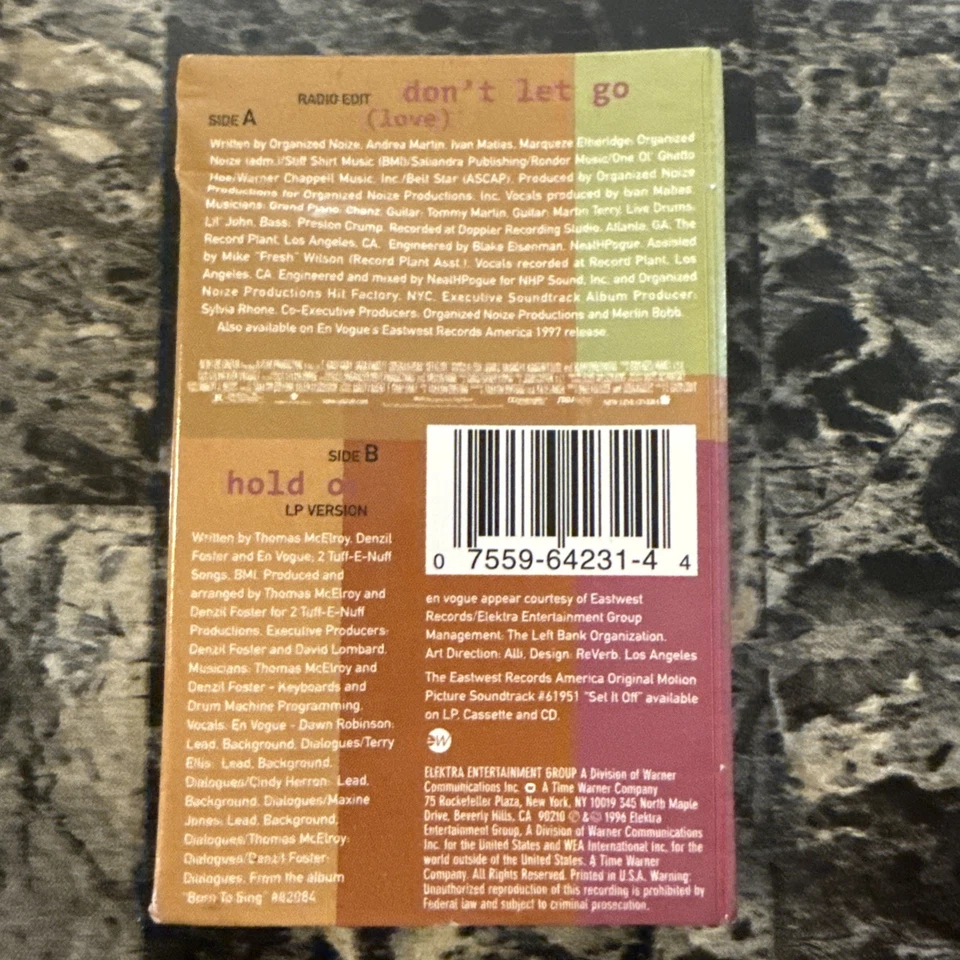 RADIO EDIT don't let go
SIDE A (love)
Written by Organized Noize, Andrea Martin, Ivan Matias, Marqueze Etheridge; Organized
Noize (adm.)/Stiff Shirt Music (BMI)/Sailandra Publishing/Rondor Music/One Ol' Ghetto
Hoe/Warner Chappell Music, Inc./Belt Star (ASCAP). Produced by Organized Noize
Productions for Organized Noize Productions, Inc. Vocals produced by Ivan Matias.
Musicians: Grand Piano: Chanz, Guitar: Tommy Martin, Guitar: Martin Terry, Live Drums:
Lil' John, Bass: Preston Crump. Recorded at Doppler Recording Studio, Atlanta, GA, The
Record Plant, Los Angeles, CA. Engineered by Blake Eisenman, NealHPogue. Assisted
by Mike "Fresh" Wilson (Record Plant Asst.). Vocals recorded at Record Plant, Los
Angeles, CA. Engineered and mixed by NealHPogue for NHP Sound, Inc. and Organized
Noize Productions Hit Factory, NYC. Executive Soundtrack Album Producer:
Sylvia Rhone. Co-Executive Producers: Organized Noize Productions and Merlin Bobb.
Also available on En Vogue's Eastwest Records America 1997 release.
SIDE B
hold on
LP VERSION
Written by Thomas McElroy, Denzil
Foster and En Vogue; 2 Tuff-E-Nuff
Songs, BMI. Produced and
arranged by Thomas McElroy and
Denzil Foster for 2 Tuff-E-Nuff
Productions. Executive Producers:
Denzil Foster and David Lombard.
Musicians: Thomas McElroy and
Denzil Foster - Keyboards and
Drum Machine Programming.
Vocals: En Vogue - Dawn Robinson:
Lead, Background, Dialogues/Terry
Ellis: Lead, Background,
Dialogues/Cindy Herron: Lead,
Background, Dialogues/Maxine
Jones: Lead, Background,
Dialogues/Thomas McElroy:
Dialogues/Denzil Foster:
Dialogues. From the album
"Born To Sing" #82084
0 7559-64231-4 4
en vogue appear courtesy of Eastwest
Records/Elektra Entertainment Group
Management: The Left Bank Organization.
Art Direction: Alli, Design: ReVerb, Los Angeles
The Eastwest Records America Original Motion
Picture Soundtrack #61951 "Set It Off" available
on LP, Cassette and CD.
ew
ELEKTRA ENTERTAINMENT GROUP A Division of Warner
Communications Inc. A Time Warner Company
75 Rockefeller Plaza, New York, NY 10019 345 North Maple
Drive, Beverly Hills, CA 90210 ℗ & © 1996 Elektra
Entertainment Group, A Division of Warner Communications
Inc. for the United States and WEA International Inc. for the
world outside of the United States. A Time Warner
Company. All Rights Reserved. Printed in U.S.A. Warning:
Unauthorized reproduction of this recording is prohibited by
Federal law and subject to criminal prosecution.